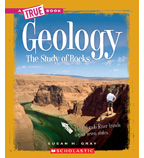 A TRUE BOOK
Geology
The Study of Rocks
SUSAN H. GRAY
SCHOLASTIC